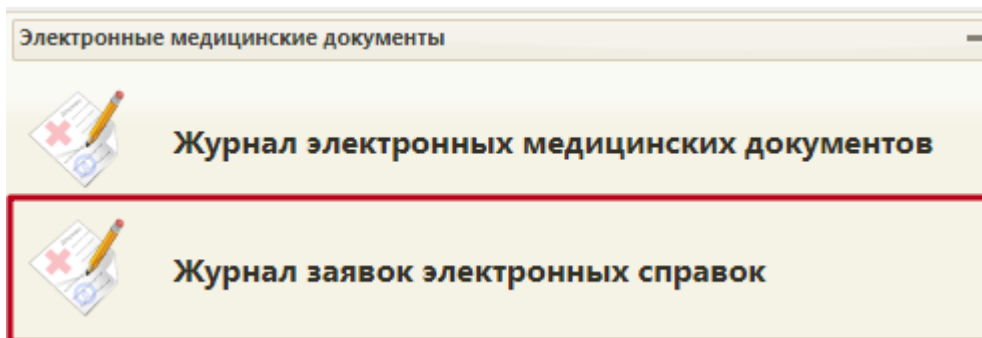 Электронные медицинские документы
Журнал электронных медицинских документов
Журнал заявок электронных справок